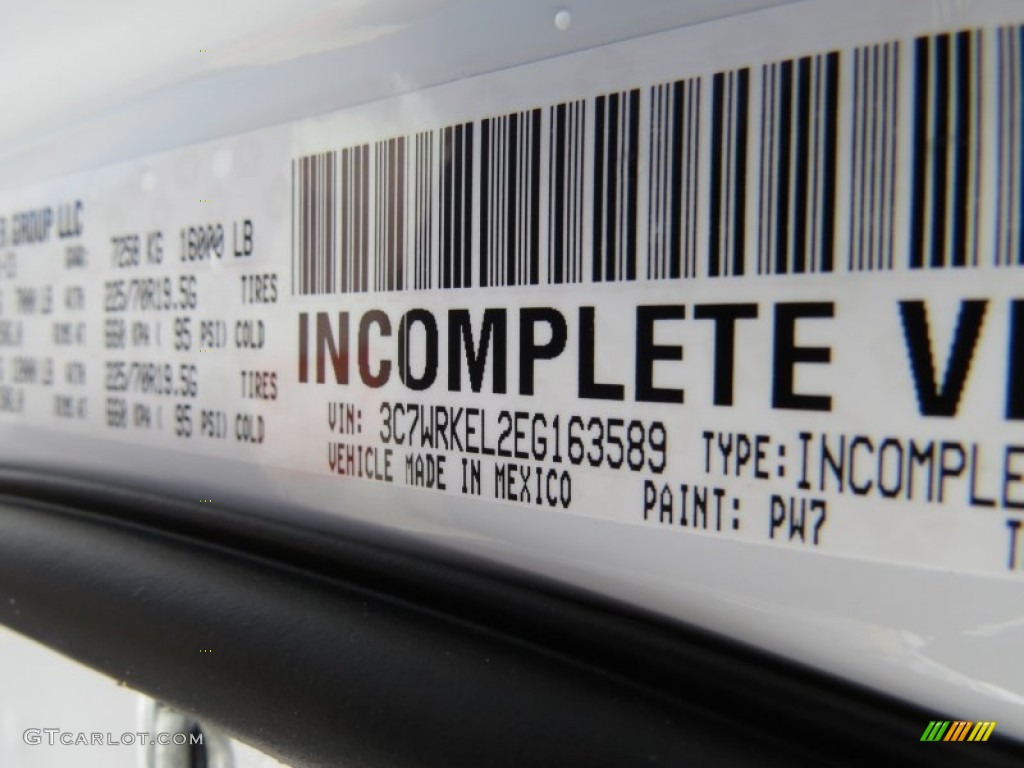 GROUP LLC
7258 KG 16000 LB
225/70R19.5G TIRES
660 KPA ( 95 PSI) COLD
225/70R19.5G TIRES
660 KPA ( 95 PSI) COLD
INCOMPLETE
VIN: 3C7WRKEL2EG163589 TYPE:INCOMPLE
VEHICLE MADE IN MEXICO PAINT: PW7
GTCARLOT.COM